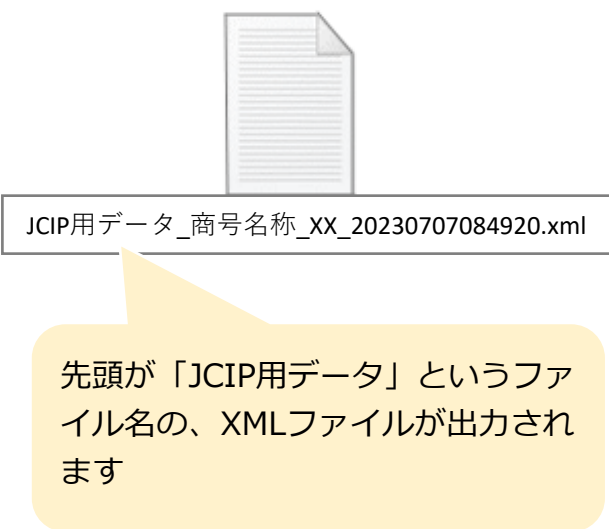 JCIP用データ_商号名称_XX_20230707084920.xml
先頭が「JCIP用データ」というファ
イル名の、XMLファイルが出力され
ます